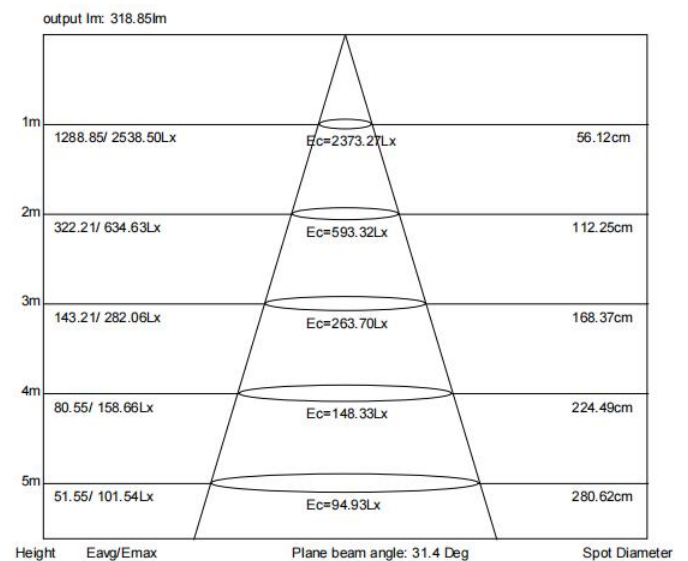 output lm: 318.85lm
1m
1288.85/ 2538.50Lx
Ec=2373.27Lx
56.12cm
2m
322.21/ 634.63Lx
Ec=593.32Lx
112.25cm
3m
143.21/ 282.06Lx
Ec=263.70Lx
168.37cm
4m
80.55/ 158.66Lx
Ec=148.33Lx
224.49cm
5m
51.55/ 101.54Lx
Ec=94.93Lx
280.62cm
Height Eavg/Emax Plane beam angle: 31.4 Deg Spot Diameter